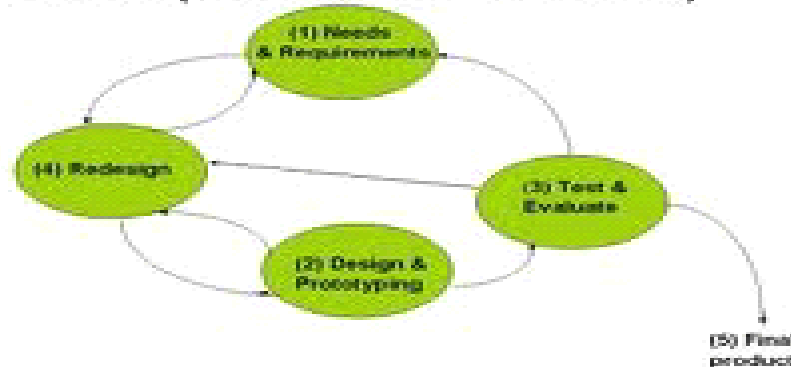 (1) Needs
& Requirements
(4) Redesign
(3) Test &
Evaluate
(2) Design &
Prototyping
(5) Final
product